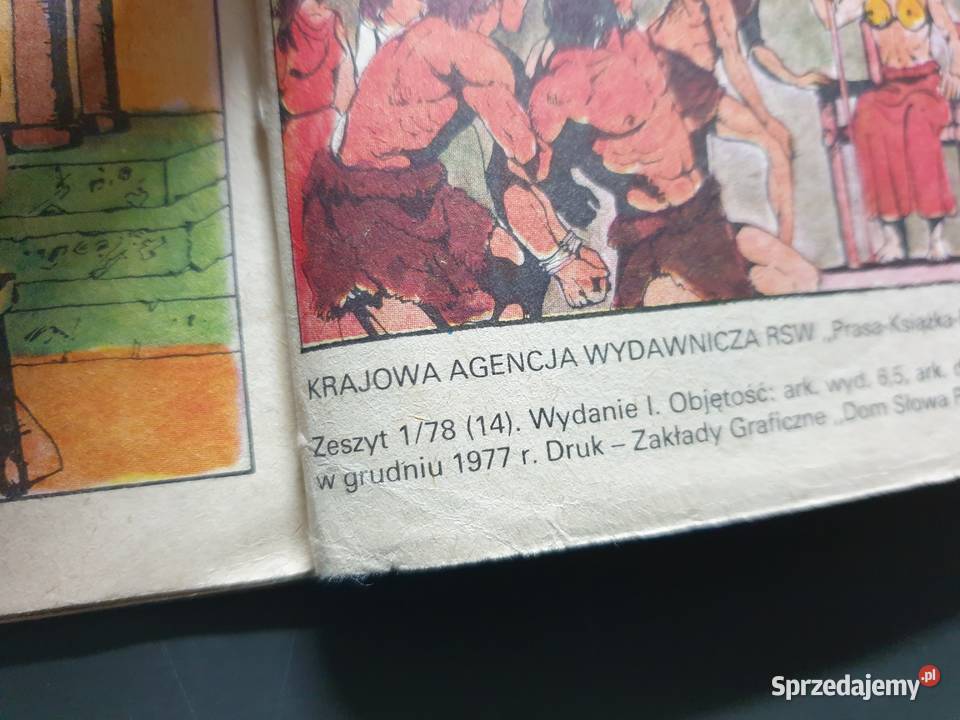 KRAJOWA AGENCJA WYDAWNICZA RSW „Prasa-Książka-
Zeszyt 1/78 (14). Wydanie I. Objętość: ark. wyd. 6,5, ark. d
w grudniu 1977 r. Druk – Zakłady Graficzne „Dom Słowa P
Sprzedajemy.pl